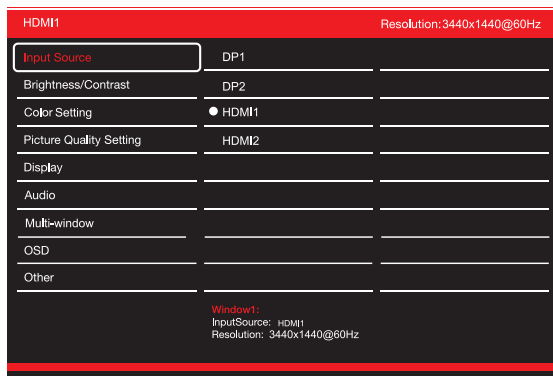 HDMI1 Resolution:3440x1440@60Hz
Input Source DP1
Brightness/Contrast DP2
Color Setting HDMI1
Picture Quality Setting HDMI2
Display
Audio
Multi-window
OSD
Other
Window1:
InputSource: HDMI1
Resolution: 3440x1440@60Hz